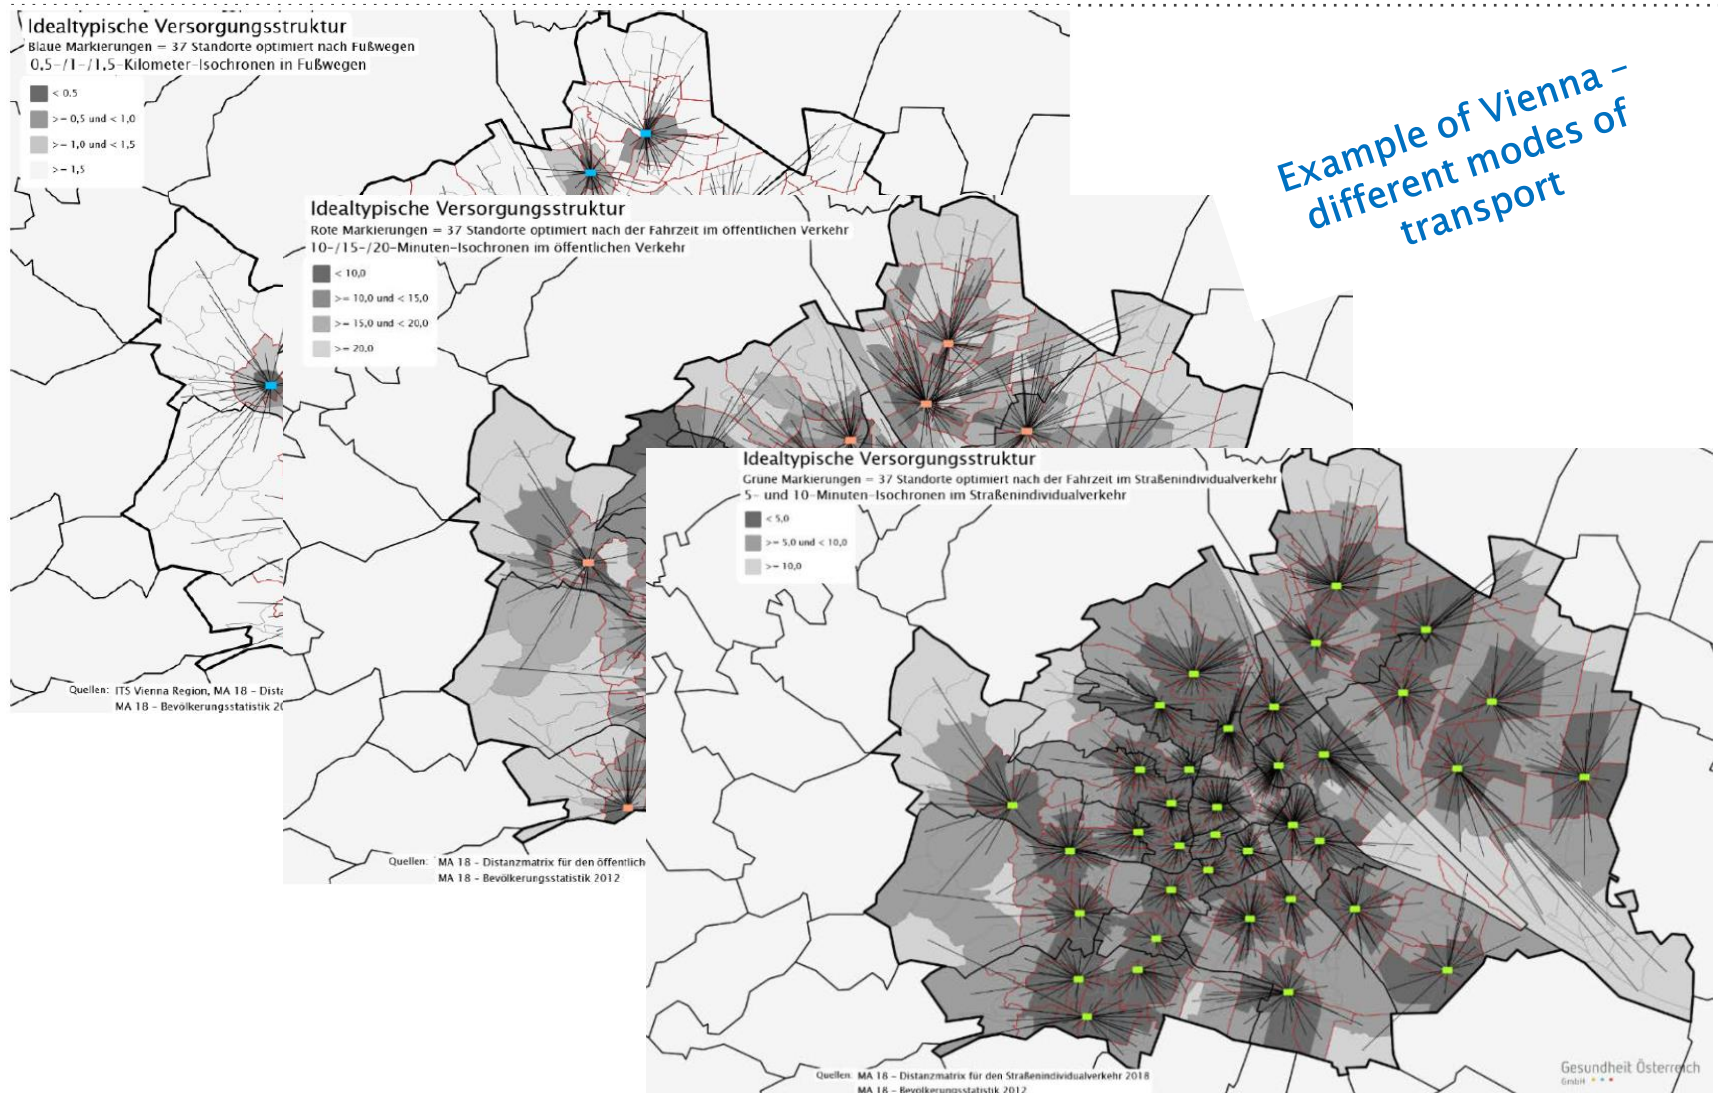 Idealtypische Versorgungsstruktur
Blaue Markierungen = 37 Standorte optimiert nach Fußwegen
0,5-/1-/1,5-Kilometer-Isochronen in Fußwegen
< 0.5
>= 0,5 und < 1,0
>= 1,0 und < 1,5
>= 1,5
Quellen: ITS Vienna Region, MA 18 - Dista
MA 18 - Bevölkerungsstatistik 20
Example of Vienna –
different modes of
transport
Idealtypische Versorgungsstruktur
Rote Markierungen = 37 Standorte optimiert nach der Fahrzeit im öffentlichen Verkehr
10-/15-/20-Minuten-Isochronen im öffentlichen Verkehr
< 10,0
>= 10,0 und < 15,0
>= 15,0 und < 20,0
>= 20,0
Quellen: MA 18 - Distanzmatrix für den öffentlich
MA 18 - Bevölkerungsstatistik 2012
Idealtypische Versorgungsstruktur
Grüne Markierungen = 37 Standorte optimiert nach der Fahrzeit im Straßenindividualverkehr
5- und 10-Minuten-Isochronen im Straßenindividualverkehr
< 5,0
>= 5,0 und < 10,0
>= 10,0
Quellen: MA 18 - Distanzmatrix für den Straßenindividualverkehr 2018
MA 18 - Bevölkerungsstatistik 2012
Gesundheit Österreich
GmbH